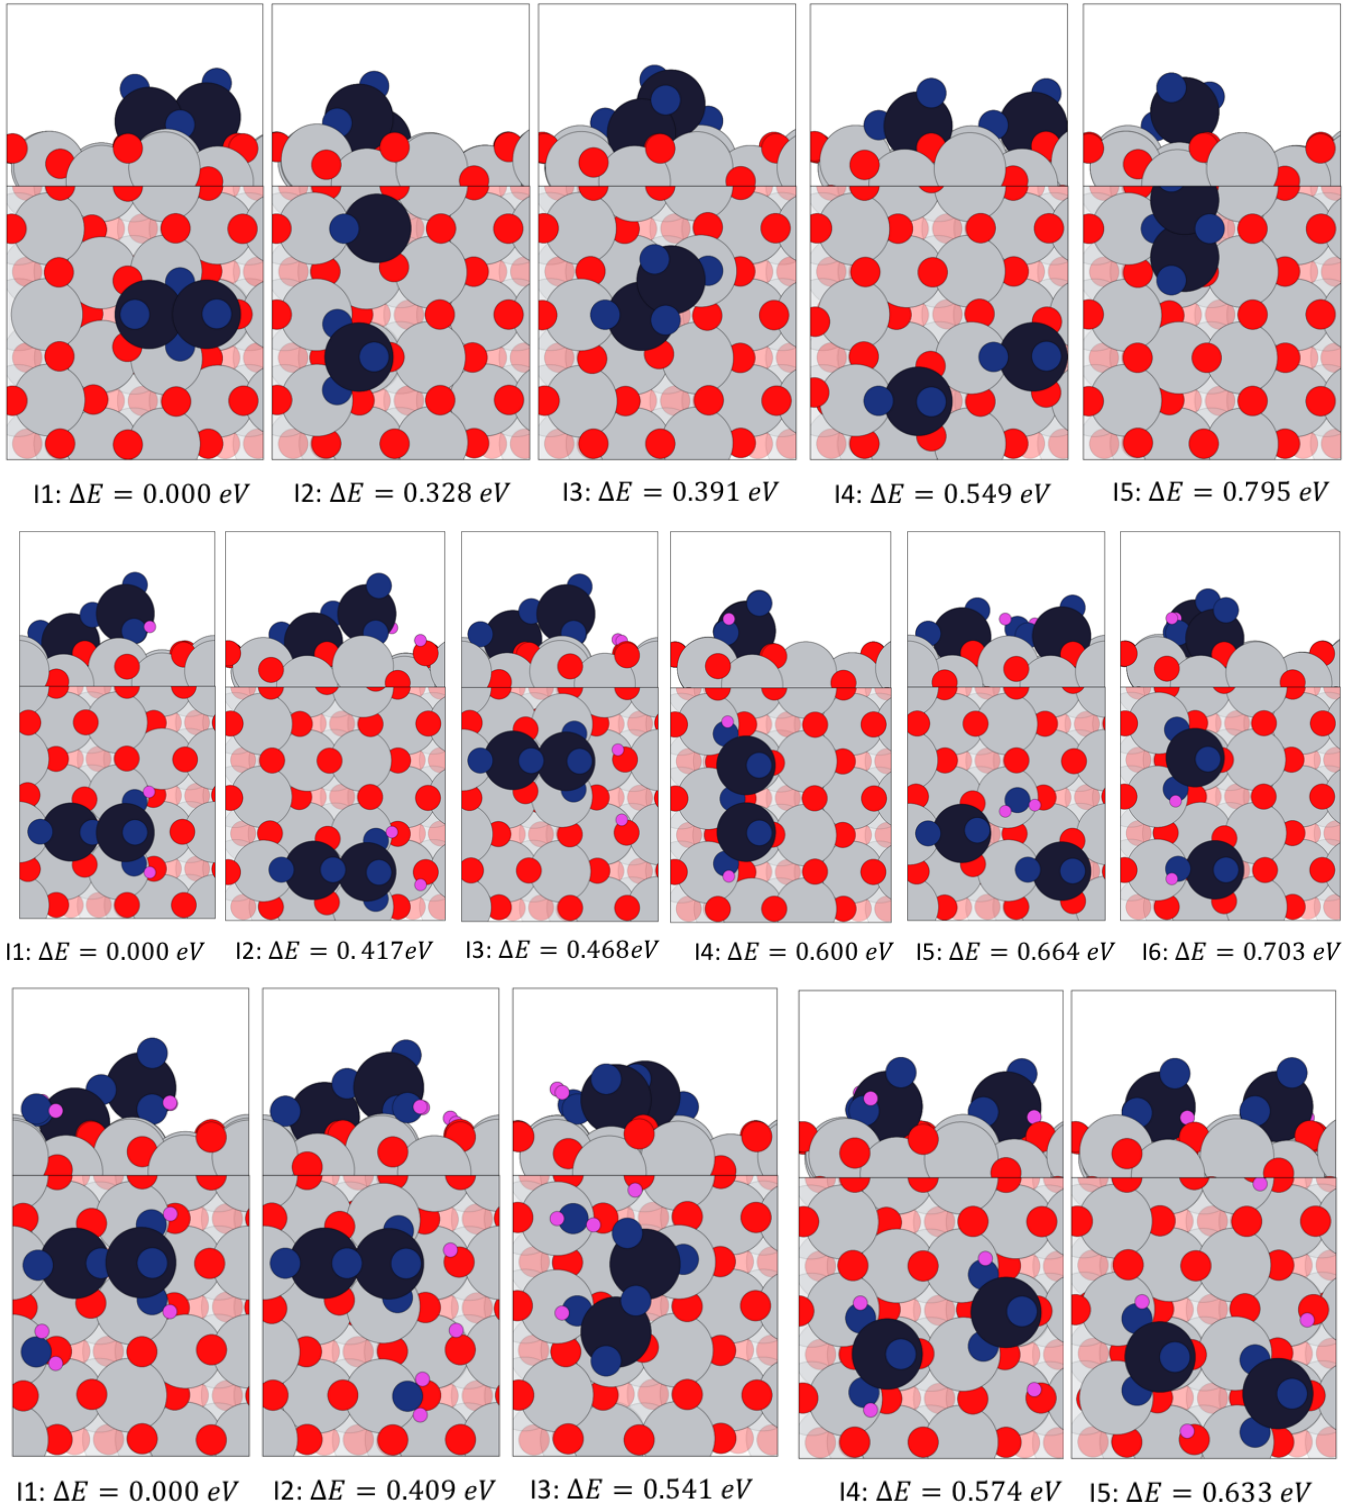 I1: ΔE = 0.000 eV
I2: ΔE = 0.328 eV
I3: ΔE = 0.391 eV
I4: ΔE = 0.549 eV
I5: ΔE = 0.795 eV
I1: ΔE = 0.000 eV
I2: ΔE = 0.417eV
I3: ΔE = 0.468eV
I4: ΔE = 0.600 eV
I5: ΔE = 0.664 eV
I6: ΔE = 0.703 eV
I1: ΔE = 0.000 eV
I2: ΔE = 0.409 eV
I3: ΔE = 0.541 eV
I4: ΔE = 0.574 eV
I5: ΔE = 0.633 eV